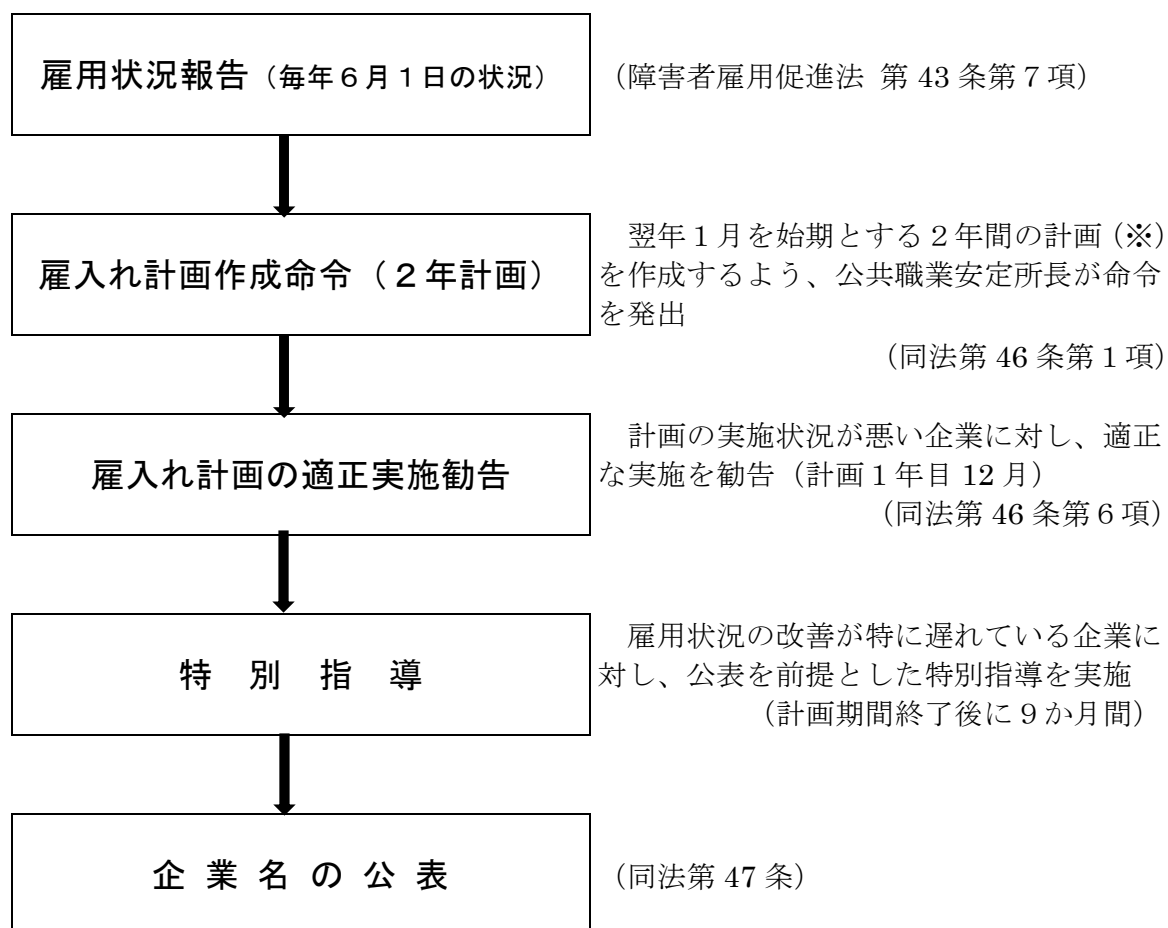 雇用状況報告（毎年６月１日の状況）
（障害者雇用促進法 第 43 条第７項）
雇入れ計画作成命令（２年計画）
翌年１月を始期とする２年間の計画（※）
を作成するよう、公共職業安定所長が命令
を発出
（同法第 46 条第１項）
雇入れ計画の適正実施勧告
計画の実施状況が悪い企業に対し、適正
な実施を勧告（計画１年目 12 月）
（同法第 46 条第６項）
特 別 指 導
雇用状況の改善が特に遅れている企業に
対し、公表を前提とした特別指導を実施
（計画期間終了後に９か月間）
企 業 名 の 公 表
（同法第 47 条）